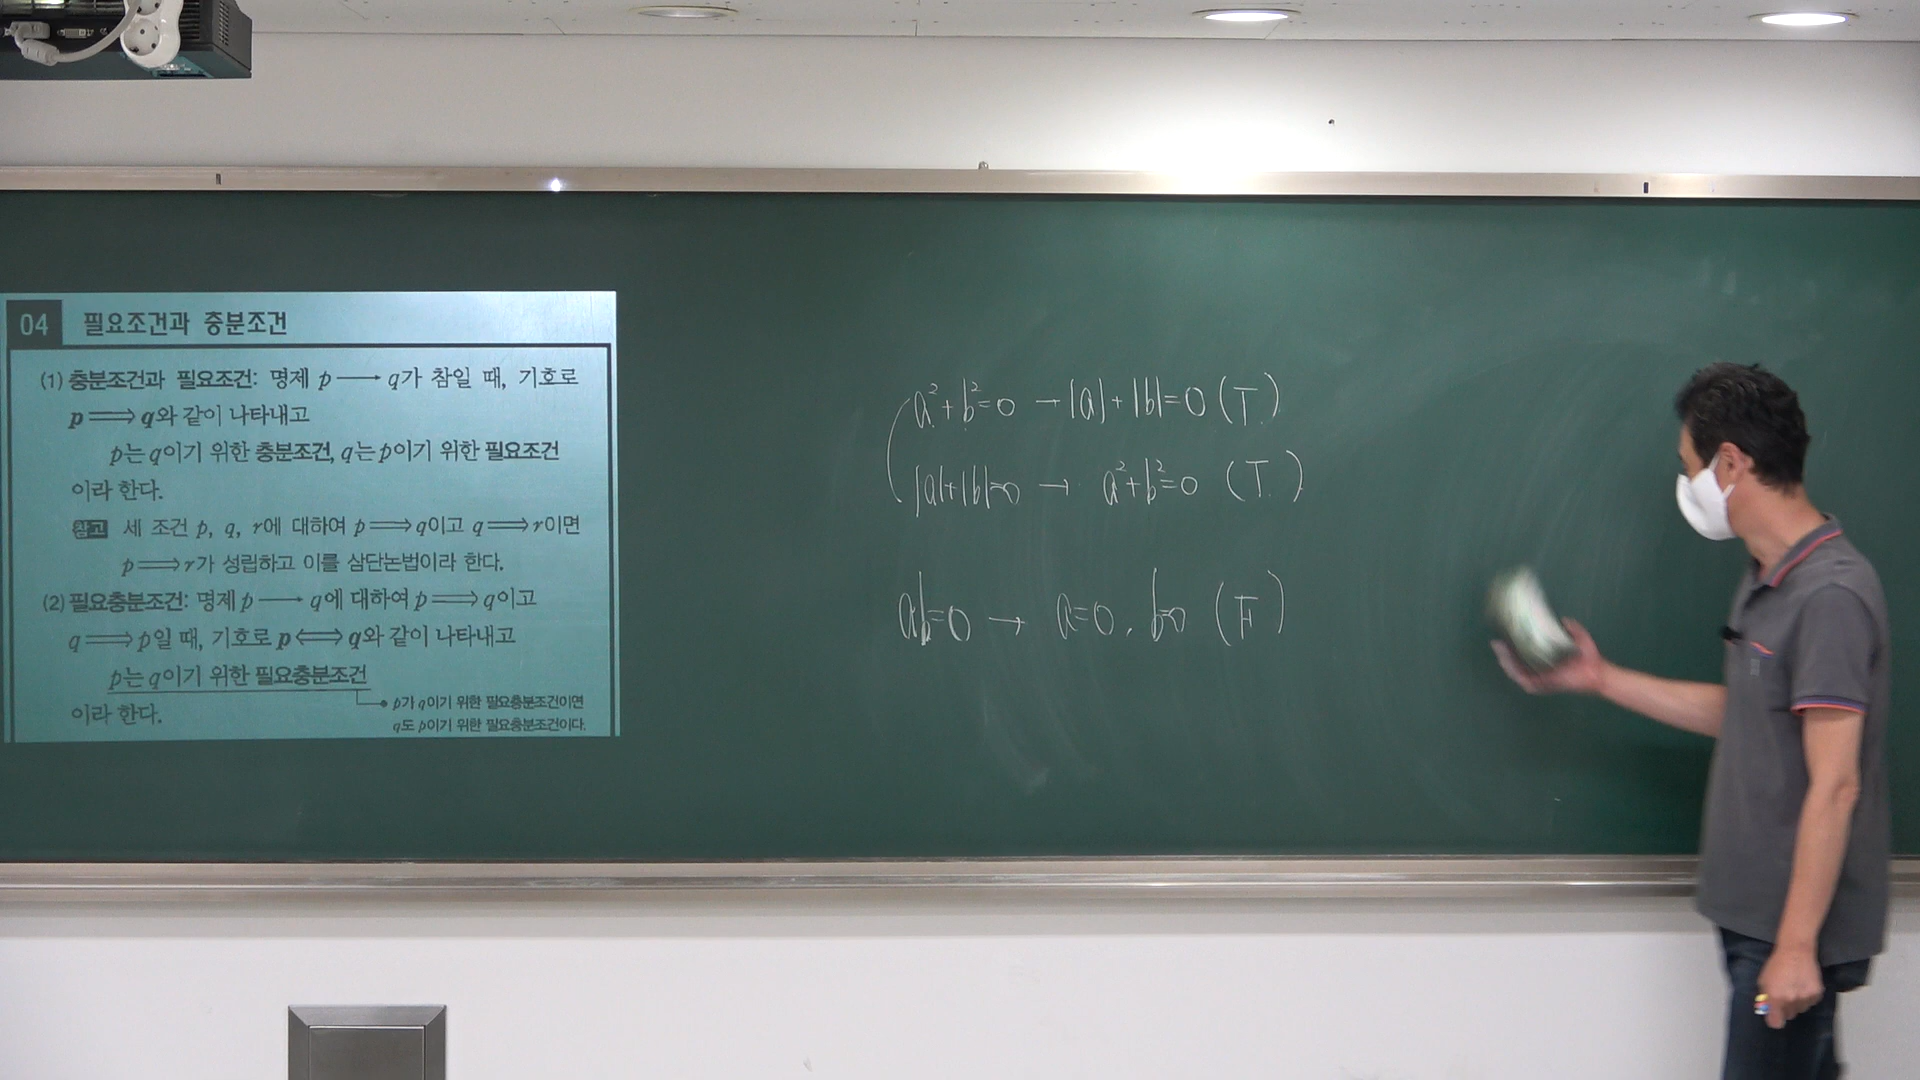 04 필요조건과 충분조건
(1) 충분조건과 필요조건: 명제 p ⟶ q가 참일 때, 기호로
p ⟹ q와 같이 나타내고
p는 q이기 위한 충분조건, q는 p이기 위한 필요조건
이라 한다.
참고 세 조건 p, q, r에 대하여 p ⟹ q이고 q ⟹ r이면
p ⟹ r가 성립하고 이를 삼단논법이라 한다.
(2) 필요충분조건: 명제 p ⟶ q에 대하여 p ⟹ q이고
q ⟹ p일 때, 기호로 p ⟺ q와 같이 나타내고
p는 q이기 위한 필요충분조건
이라 한다.
p가 q이기 위한 필요충분조건이면
q도 p이기 위한 필요충분조건이다.
a²+b²=0 → |a|+|b|=0 (T)
|a|+|b|=0 → a²+b²=0 (T)
ab=0 → a=0, b=0 (F)